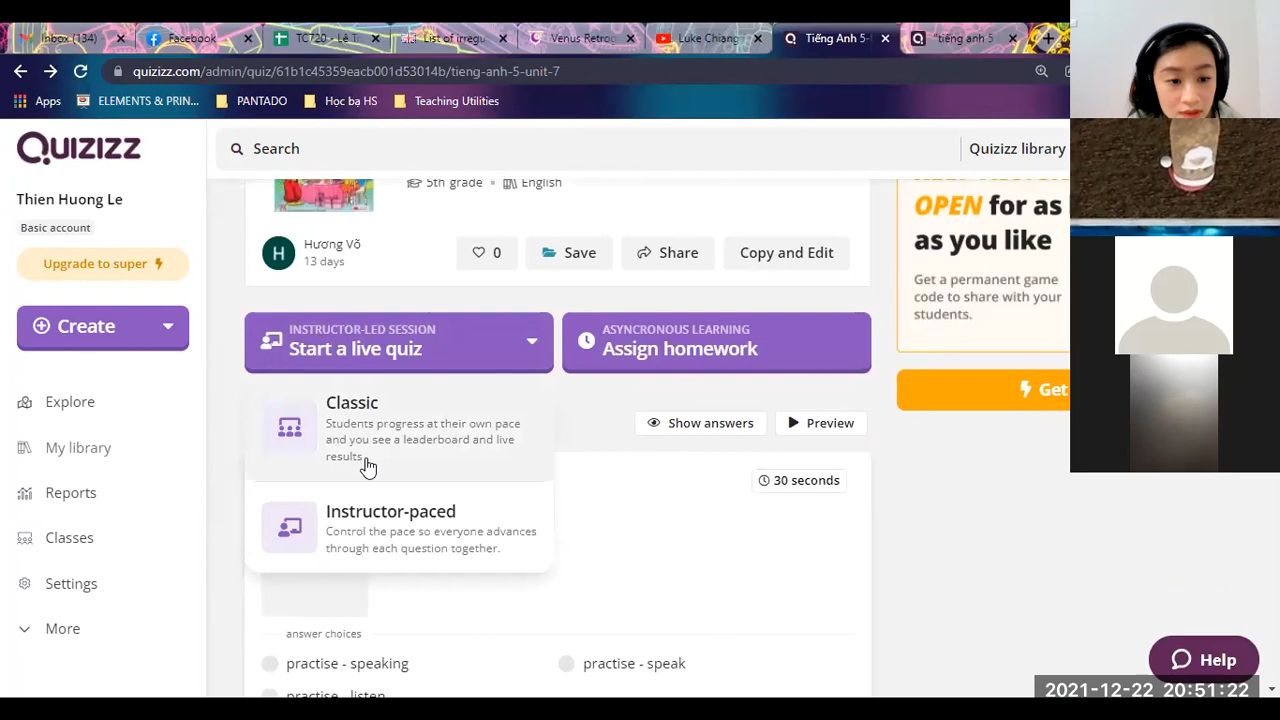 Inbox (134)
Facebook
TC720 - Lê T
List of irregu
Venus Retrog
Luke Chiang
Tiếng Anh 5-
"tiếng anh 5
quizizz.com/admin/quiz/61b1c45359eacb001d53014b/tieng-anh-5-unit-7
Apps
ELEMENTS & PRIN...
PANTADO
Học bạ HS
Teaching Utilities
QUIZIZZ
Search
Quizizz library
Thien Huong Le
Basic account
Upgrade to super
Create
Explore
My library
Reports
Classes
Settings
More
5th grade
English
Hương Võ
13 days
H
0
Save
Share
Copy and Edit
INSTRUCTOR-LED SESSION
Start a live quiz
ASYNCRONOUS LEARNING
Assign homework
Classic
Students progress at their own pace
and you see a leaderboard and live
results
Instructor-paced
Control the pace so everyone advances
through each question together.
Show answers
Preview
30 seconds
answer choices
practise - speaking
practise - speak
practise - listen
OPEN for as
as you like
Get a permanent game
code to share with your
students.
Get
Help
2021-12-22 20:51:22